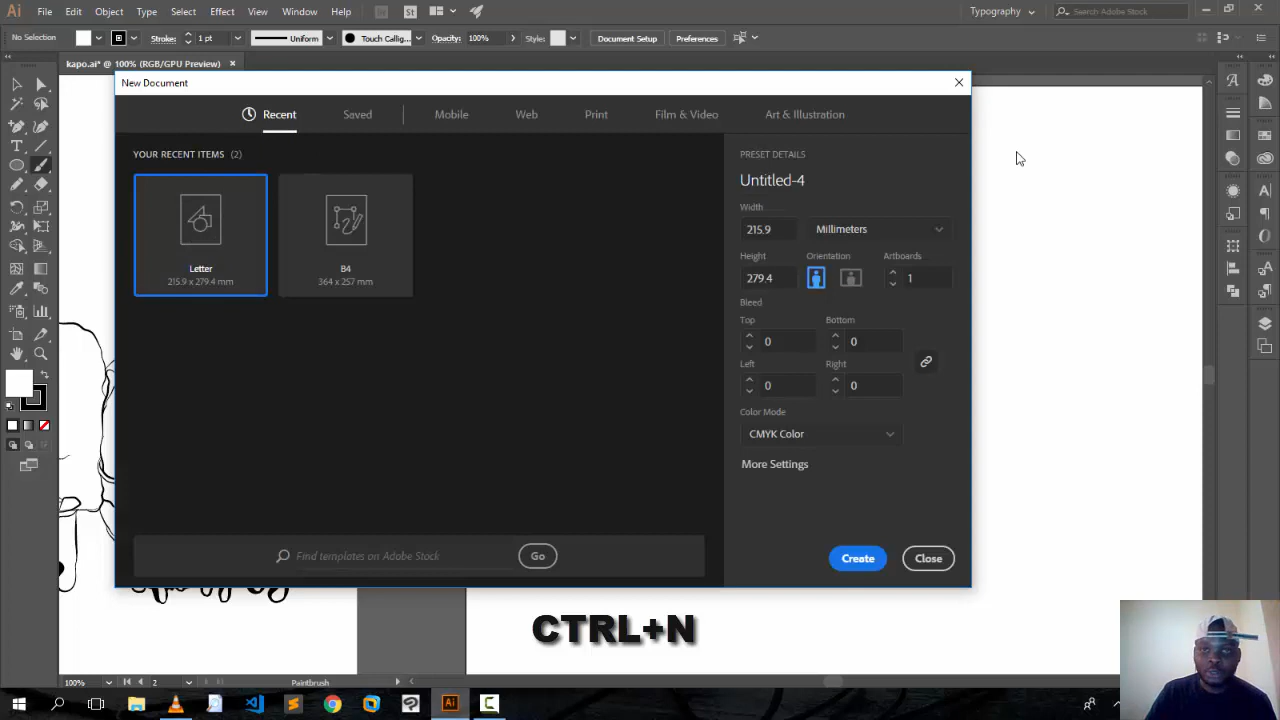 Ai File Edit Object Type Select Effect View Window Help St Typography Search Adobe Stock
No Selection Stroke: 1 pt Uniform Touch Callig... Opacity: 100% Style: Document Setup Preferences
kapo.ai* @ 100% (RGB/GPU Preview)
New Document
Recent Saved Mobile Web Print Film & Video Art & Illustration
YOUR RECENT ITEMS (2)
Letter
215.9 x 279.4 mm
B4
364 x 257 mm
PRESET DETAILS
Untitled-4
Width
215.9 Millimeters
Height Orientation Artboards
279.4 1
Bleed
Top Bottom
0 0
Left Right
0 0
Color Mode
CMYK Color
More Settings
Find templates on Adobe Stock Go
Create Close
CTRL+N
100% 2 Paintbrush
Ai